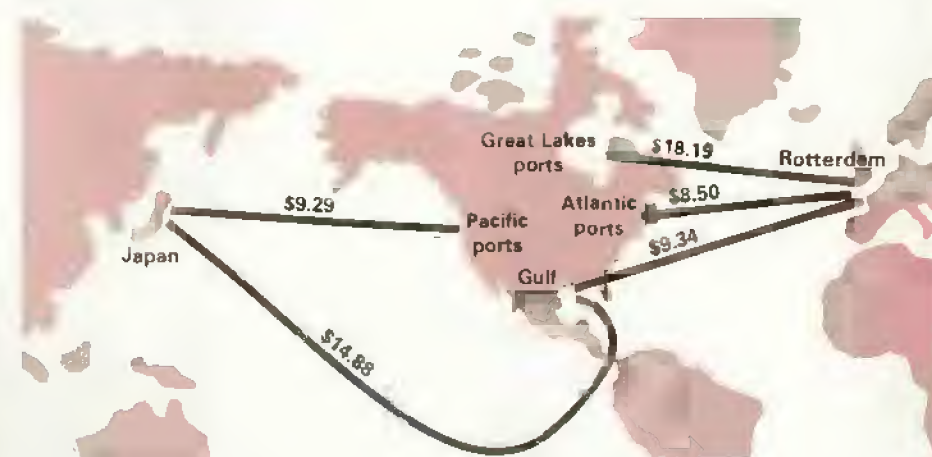 Great Lakes
ports
$18.19
Rotterdam
$9.29
Atlantic
ports
$8.50
Pacific
ports
$9.34
Japan
Gulf
$14.88